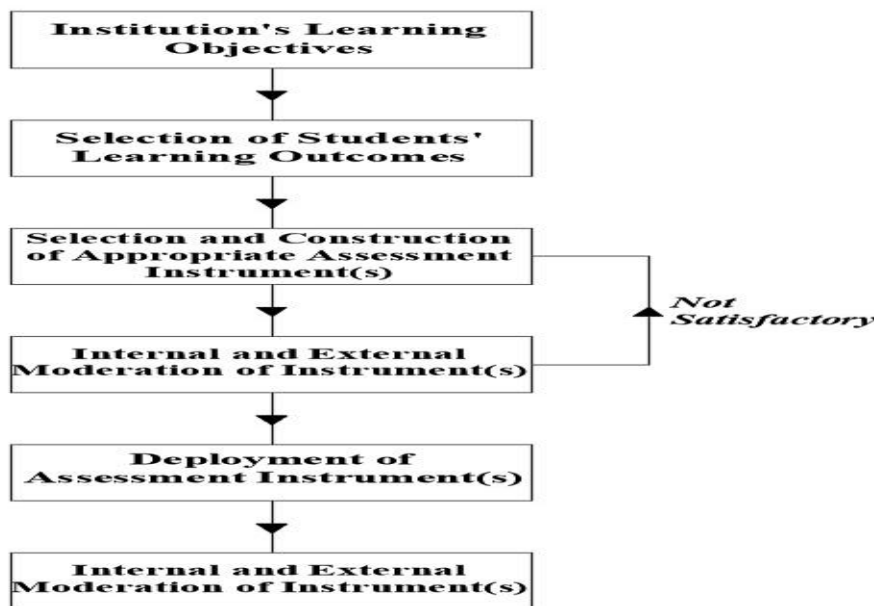 Institution's Learning
Objectives
Selection of Students'
Learning Outcomes
Selection and Construction
of Appropriate Assessment
Instrument(s)
Not
Satisfactory
Internal and External
Moderation of Instrument(s)
Deployment of
Assessment Instrument(s)
Internal and External
Moderation of Instrument(s)